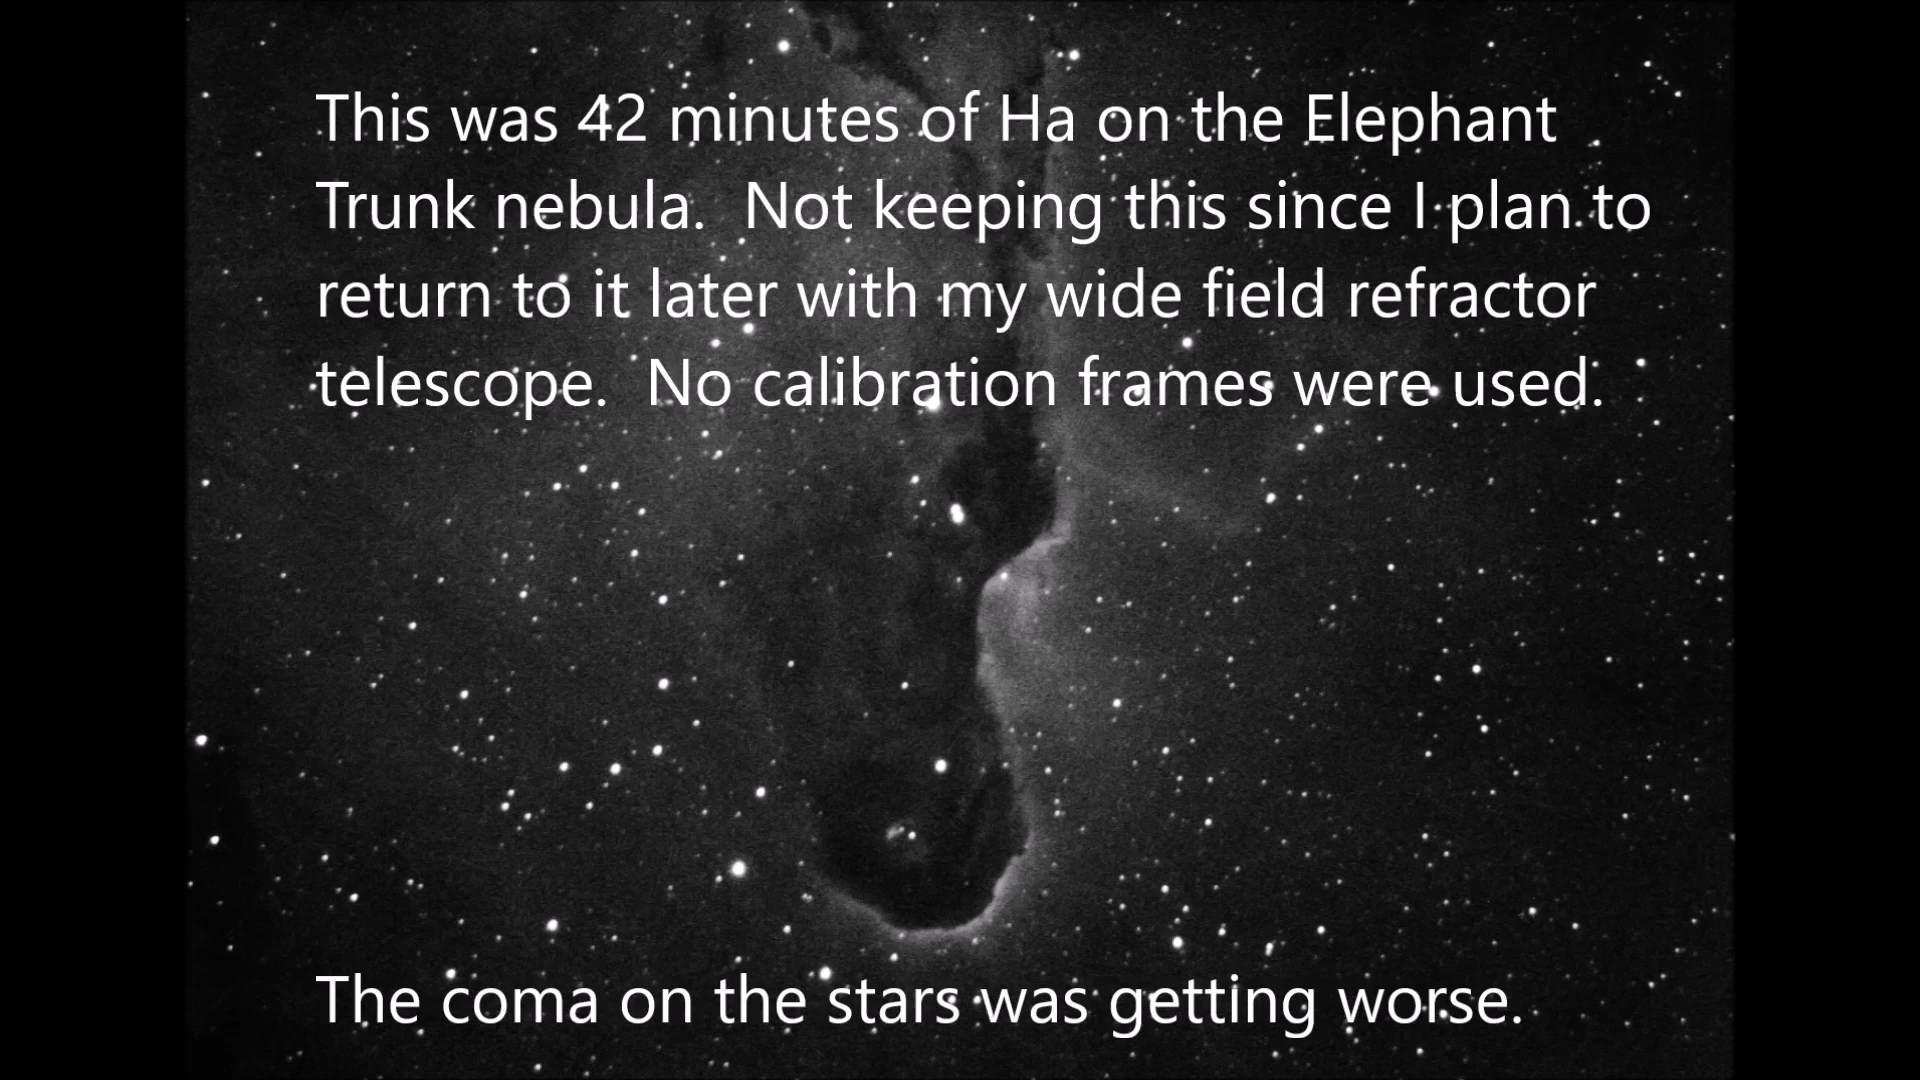 This was 42 minutes of Ha on the Elephant
Trunk nebula.  Not keeping this since I plan to
return to it later with my wide field refractor
telescope.  No calibration frames were used.
The coma on the stars was getting worse.